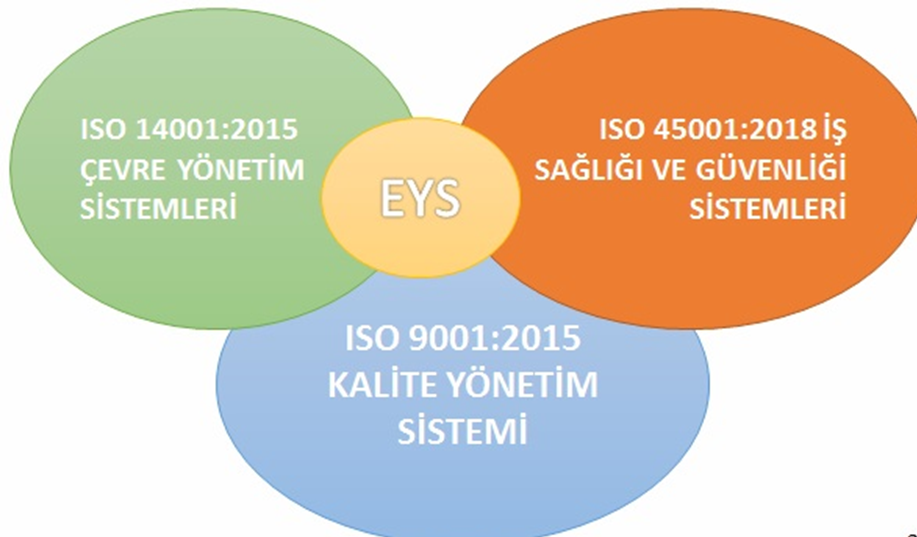 ISO 14001:2015
ÇEVRE YÖNETİM
SİSTEMLERİ
EYS
ISO 45001:2018 İŞ
SAĞLIĞI VE GÜVENLİĞİ
SİSTEMLERİ
ISO 9001:2015
KALİTE YÖNETİM
SİSTEMİ